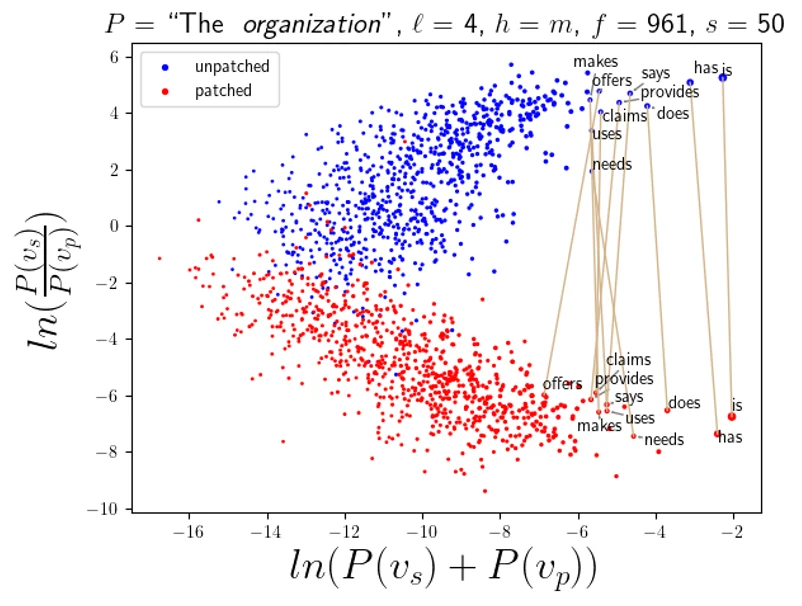 P = “The organization”, ℓ = 4, h = m, f = 961, s = 50
unpatched
patched
6
4
2
0
−2
−4
−6
−8
−10
ln(P(v_s)/P(v_p))
makes
offers
says
has
is
provides
claims
does
uses
needs
claims
provides
offers
says
does
is
uses
makes
needs
has
−16
−14
−12
−10
−8
−6
−4
−2
ln(P(v_s) + P(v_p))